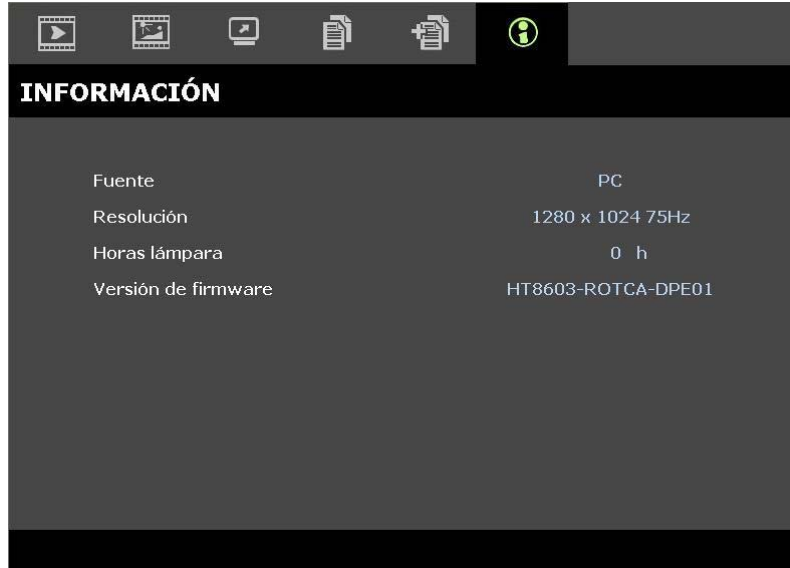 INFORMACIÓN
Fuente PC
Resolución 1280 x 1024 75Hz
Horas lámpara 0 h
Versión de firmware HT8603-ROTCA-DPE01